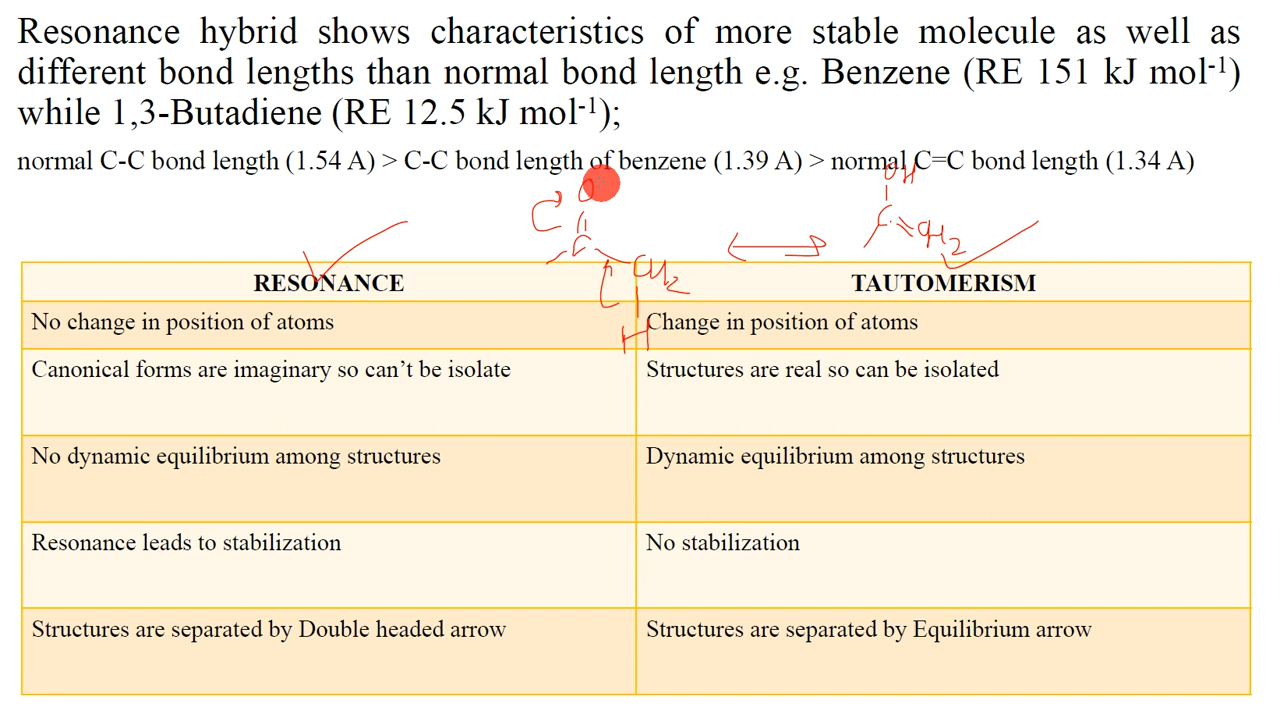 Resonance hybrid shows characteristics of more stable molecule as well as
different bond lengths than normal bond length e.g. Benzene (RE 151 kJ mol⁻¹)
while 1,3-Butadiene (RE 12.5 kJ mol⁻¹);
normal C-C bond length (1.54 A) > C-C bond length of benzene (1.39 A) > normal C=C bond length (1.34 A)
O
OH
C
C
CH2
CH2
H
RESONANCE TAUTOMERISM
No change in position of atoms Change in position of atoms
Canonical forms are imaginary so can’t be isolate Structures are real so can be isolated
No dynamic equilibrium among structures Dynamic equilibrium among structures
Resonance leads to stabilization No stabilization
Structures are separated by Double headed arrow Structures are separated by Equilibrium arrow